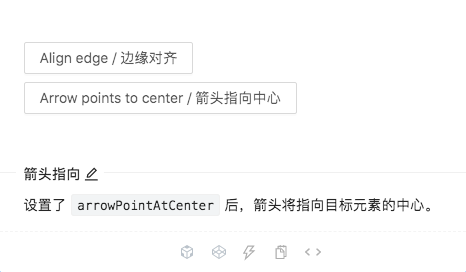 Align edge / 边缘对齐
Arrow points to center / 箭头指向中心
箭头指向
设置了 arrowPointAtCenter 后，箭头将指向目标元素的中心。